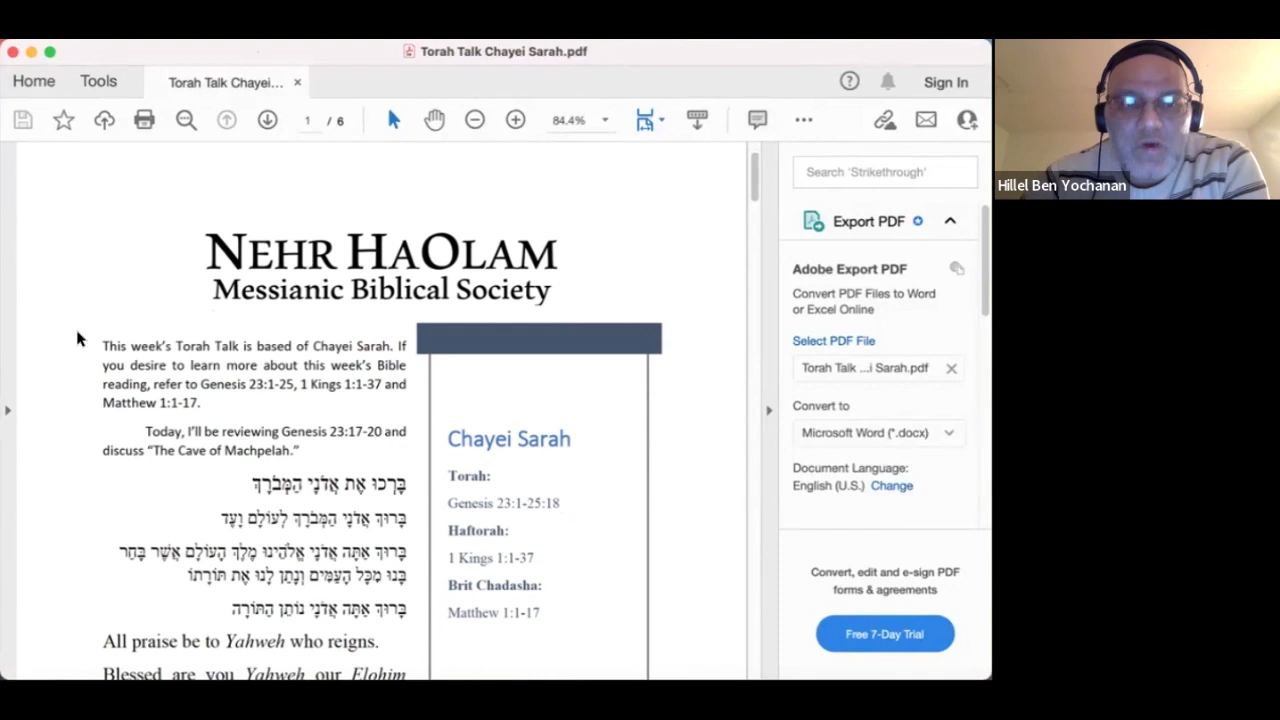 Torah Talk Chayei Sarah.pdf
Home
Tools
Torah Talk Chayei...
Sign In
1 / 6
84.4%
NEHR HAOLAM
Messianic Biblical Society
This week's Torah Talk is based of Chayei Sarah. If
you desire to learn more about this week's Bible
reading, refer to Genesis 23:1-25, 1 Kings 1:1-37 and
Matthew 1:1-17.
Today, I'll be reviewing Genesis 23:17-20 and
discuss "The Cave of Machpelah."
בָּרְכוּ אֶת אֲדֹנָי הַמְּבֹרָךְ
בָּרוּךְ אֲדֹנָי הַמְּבֹרָךְ לְעוֹלָם וָעֶד
בָּרוּךְ אַתָּה אֲדֹנָי אֱלֹהֵינוּ מֶלֶךְ הָעוֹלָם אֲשֶׁר בָּחַר
בָּנוּ מִכָּל הָעַמִּים וְנָתַן לָנוּ אֶת תּוֹרָתוֹ
בָּרוּךְ אַתָּה אֲדֹנָי נוֹתֵן הַתּוֹרָה
All praise be to Yahweh who reigns.
Blessed are you Yahweh our Elohim
Chayei Sarah
Torah:
Genesis 23:1-25:18
Haftorah:
1 Kings 1:1-37
Brit Chadasha:
Matthew 1:1-17
Search 'Strikethrough'
Export PDF
Adobe Export PDF
Convert PDF Files to Word
or Excel Online
Select PDF File
Torah Talk ...i Sarah.pdf
Convert to
Microsoft Word (*.docx)
Document Language:
English (U.S.) Change
Convert, edit and e-sign PDF
forms & agreements
Free 7-Day Trial
Hillel Ben Yochanan